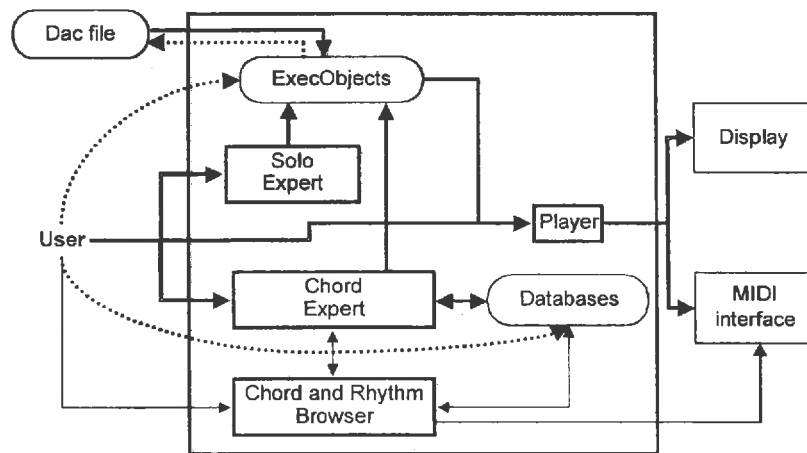 Dac file
ExecObjects
Solo
Expert
Display
User
Player
Chord
Expert
Databases
MIDI
interface
Chord and Rhythm
Browser